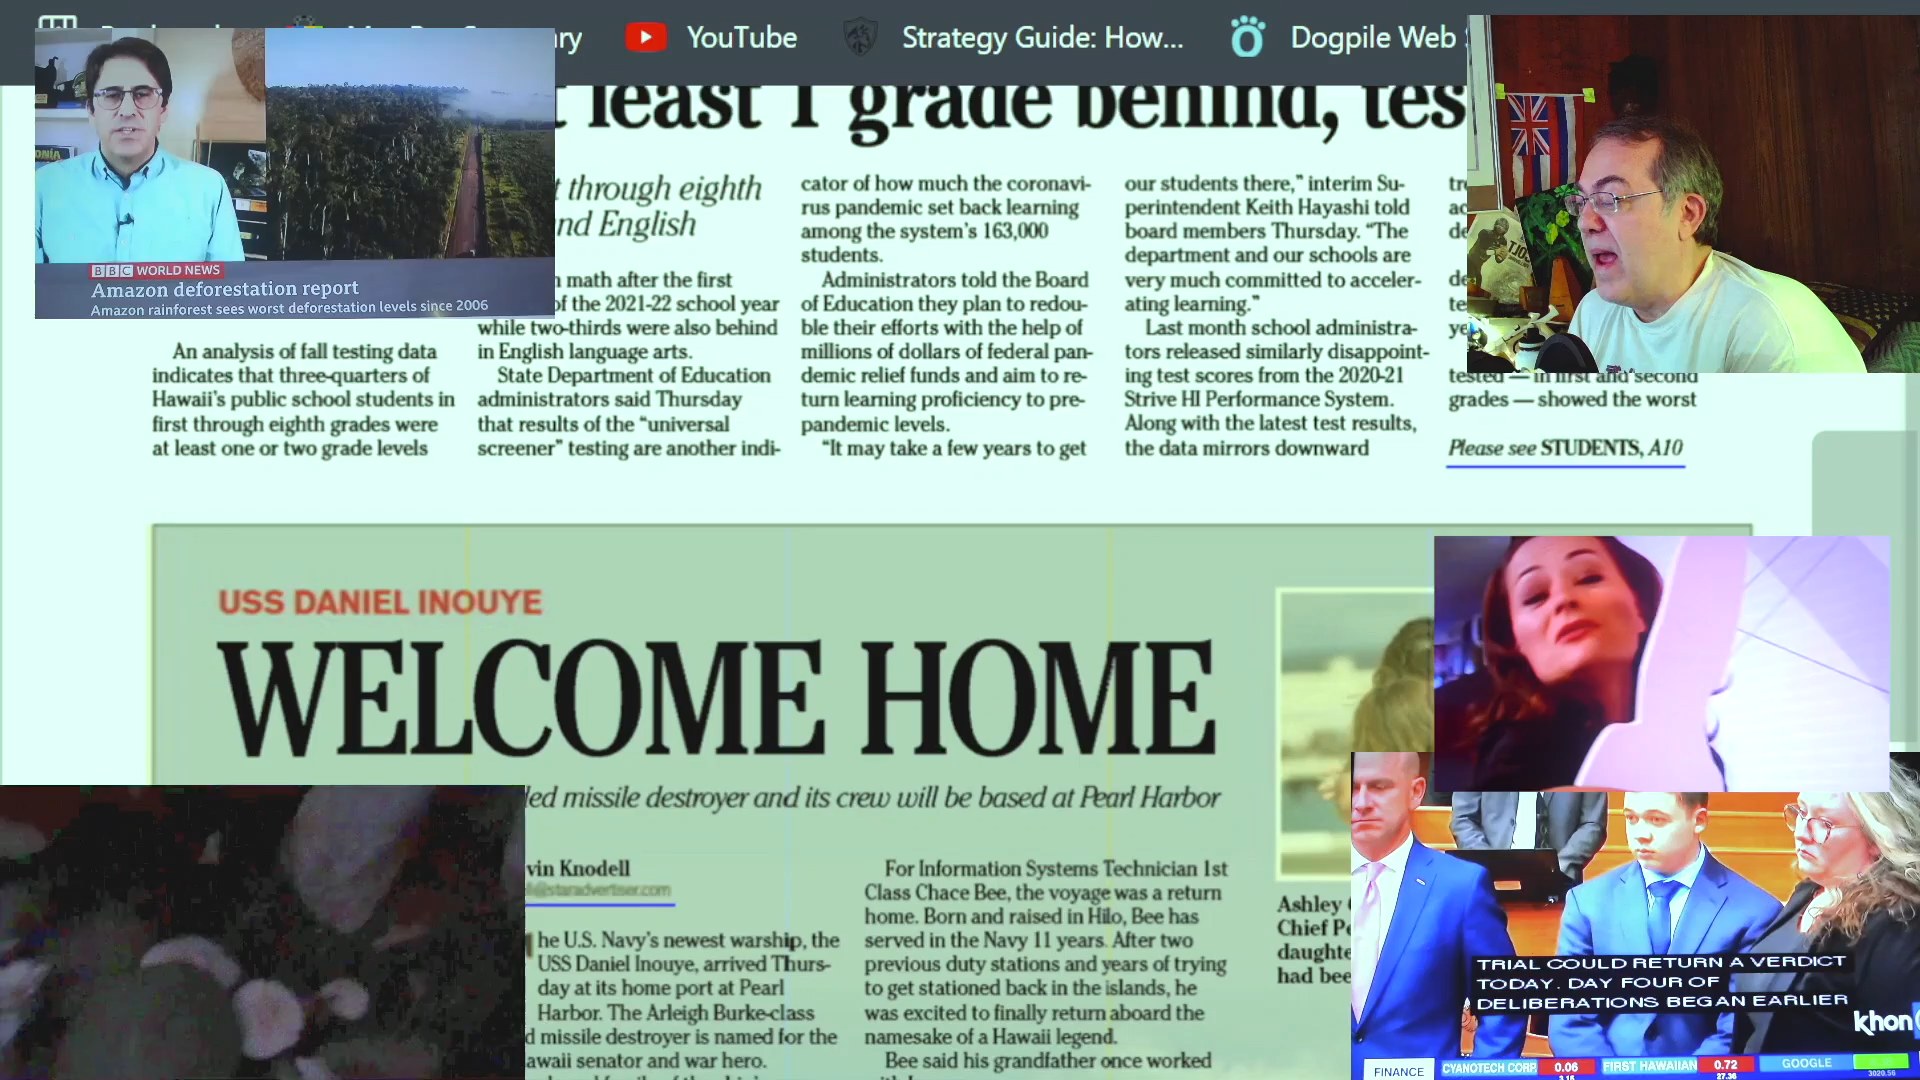 YouTube
Strategy Guide: How...
Dogpile Web
least 1 grade behind, tes
through eighth
nd English
math after the first
of the 2021-22 school year
while two-thirds were also behind
in English language arts.
State Department of Education
administrators said Thursday
that results of the “universal
screener” testing are another indi-
An analysis of fall testing data
indicates that three-quarters of
Hawaii’s public school students in
first through eighth grades were
at least one or two grade levels
cator of how much the coronavi-
rus pandemic set back learning
among the system’s 163,000
students.
Administrators told the Board
of Education they plan to redou-
ble their efforts with the help of
millions of dollars of federal pan-
demic relief funds and aim to re-
turn learning proficiency to pre-
pandemic levels.
“It may take a few years to get
our students there,” interim Su-
perintendent Keith Hayashi told
board members Thursday. “The
department and our schools are
very much committed to acceler-
ating learning.”
Last month school administra-
tors released similarly disappoint-
ing test scores from the 2020-21
Strive HI Performance System.
Along with the latest test results,
the data mirrors downward
tested — in first and second
grades — showed the worst
Please see STUDENTS, A10
BBC WORLD NEWS
Amazon deforestation report
Amazon rainforest sees worst deforestation levels since 2006
USS DANIEL INOUYE
WELCOME HOME
led missile destroyer and its crew will be based at Pearl Harbor
vin Knodell
@staradvertiser.com
he U.S. Navy’s newest warship, the
USS Daniel Inouye, arrived Thurs-
day at its home port at Pearl
Harbor. The Arleigh Burke-class
d missile destroyer is named for the
awaii senator and war hero.
For Information Systems Technician 1st
Class Chace Bee, the voyage was a return
home. Born and raised in Hilo, Bee has
served in the Navy 11 years. After two
previous duty stations and years of trying
to get stationed back in the islands, he
was excited to finally return aboard the
namesake of a Hawaii legend.
Bee said his grandfather once worked
Ashley
Chief Pe
daughte
had bee
TRIAL COULD RETURN A VERDICT
TODAY. DAY FOUR OF
DELIBERATIONS BEGAN EARLIER
khon
FINANCE
CYANOTECH CORP 0.06
3.15
FIRST HAWAIIAN 0.72
27.36
GOOGLE
3020.56